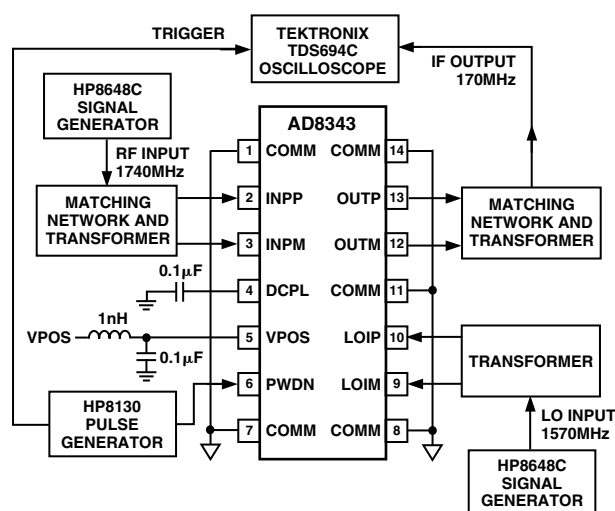 TRIGGER
TEKTRONIX
TDS694C
OSCILLOSCOPE
IF OUTPUT
170MHz
HP8648C
SIGNAL
GENERATOR
RF INPUT
1740MHz
MATCHING
NETWORK AND
TRANSFORMER
AD8343
1 COMM COMM 14
2 INPP OUTP 13
3 INPM OUTM 12
4 DCPL COMM 11
5 VPOS LOIP 10
6 PWDN LOIM 9
7 COMM COMM 8
MATCHING
NETWORK AND
TRANSFORMER
0.1μF
1nH
VPOS
0.1μF
HP8130
PULSE
GENERATOR
TRANSFORMER
LO INPUT
1570MHz
HP8648C
SIGNAL
GENERATOR